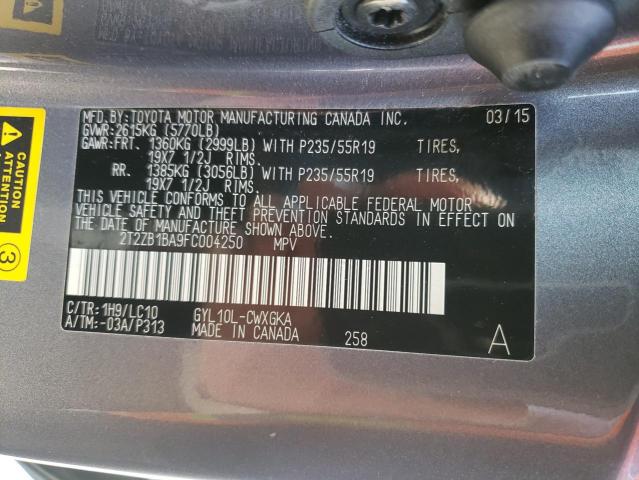 MFD.BY:TOYOTA MOTOR MANUFACTURING CANADA INC. 03/15
GVWR:2615KG (5770LB)
GAWR:FRT. 1360KG (2999LB) WITH P235/55R19 TIRES,
19X7 1/2J RIMS.
RR. 1385KG (3056LB) WITH P235/55R19 TIRES,
19X7 1/2J RIMS.
THIS VEHICLE CONFORMS TO ALL APPLICABLE FEDERAL MOTOR
VEHICLE SAFETY AND THEFT PREVENTION STANDARDS IN EFFECT ON
THE DATE OF MANUFACTURE SHOWN ABOVE.
2T2ZB1BA9FC004250 MPV
C/TR:1H9/LC10 GYL10L-CWXGKA
A/TM:-03A/P313 MADE IN CANADA 258 A
CAUTION
ATTENTION
3